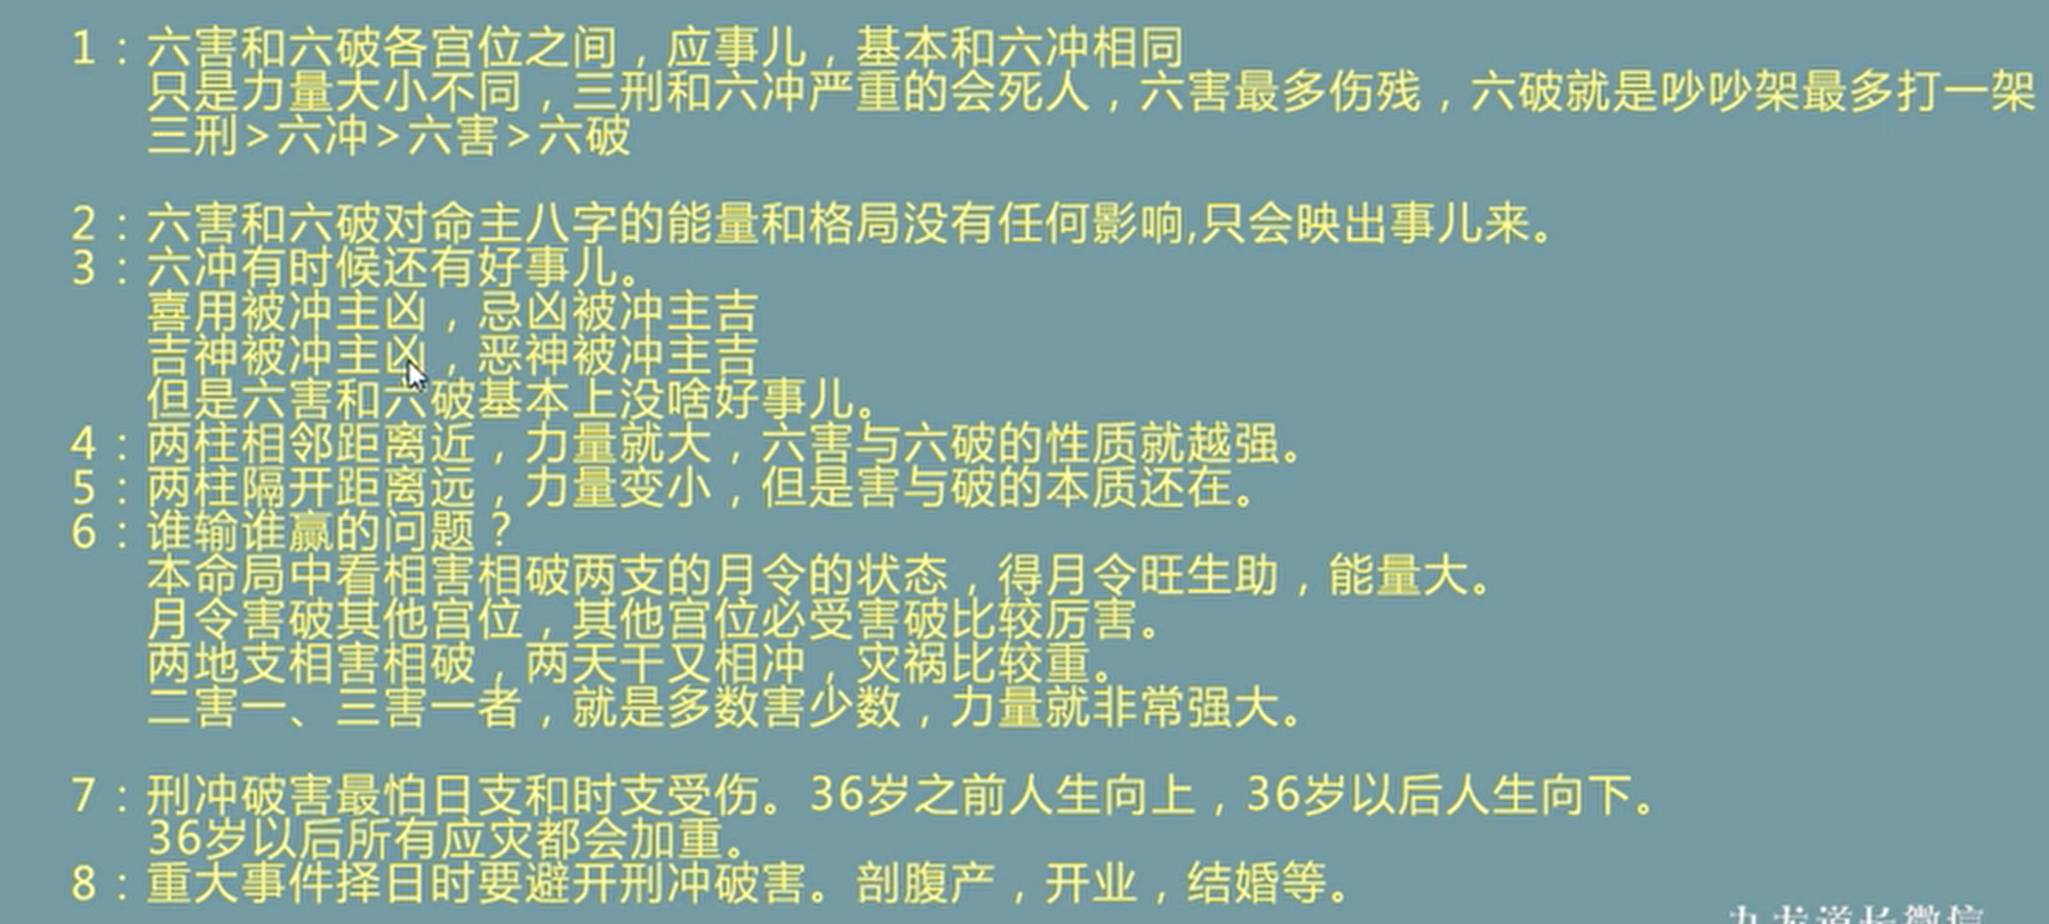 1：六害和六破各宫位之间，应事儿，基本和六冲相同
只是力量大小不同，三刑和六冲严重的会死人，六害最多伤残，六破就是吵吵架最多打一架
三刑>六冲>六害>六破
2：六害和六破对命主八字的能量和格局没有任何影响,只会映出事儿来。
3：六冲有时候还有好事儿。
喜用被冲主凶，忌凶被冲主吉
吉神被冲主凶，恶神被冲主吉
但是六害和六破基本上没啥好事儿。
4：两柱相邻距离近，力量就大，六害与六破的性质就越强。
5：两柱隔开距离远，力量变小，但是害与破的本质还在。
6：谁输谁赢的问题？
本命局中看相害相破两支的月令的状态，得月令旺生助，能量大。
月令害破其他宫位，其他宫位必受害破比较厉害。
两地支相害相破，两天干又相冲，灾祸比较重。
二害一、三害一者，就是多数害少数，力量就非常强大。
7：刑冲破害最怕日支和时支受伤。36岁之前人生向上，36岁以后人生向下。
36岁以后所有应灾都会加重。
8：重大事件择日时要避开刑冲破害。剖腹产，开业，结婚等。